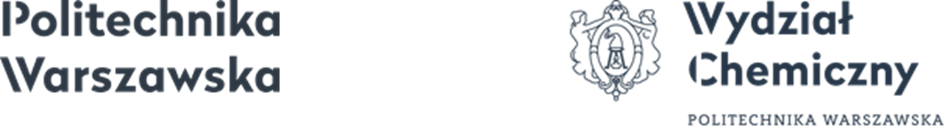 Politechnika
Warszawska
Wydział
Chemiczny
POLITECHNIKA WARSZAWSKA